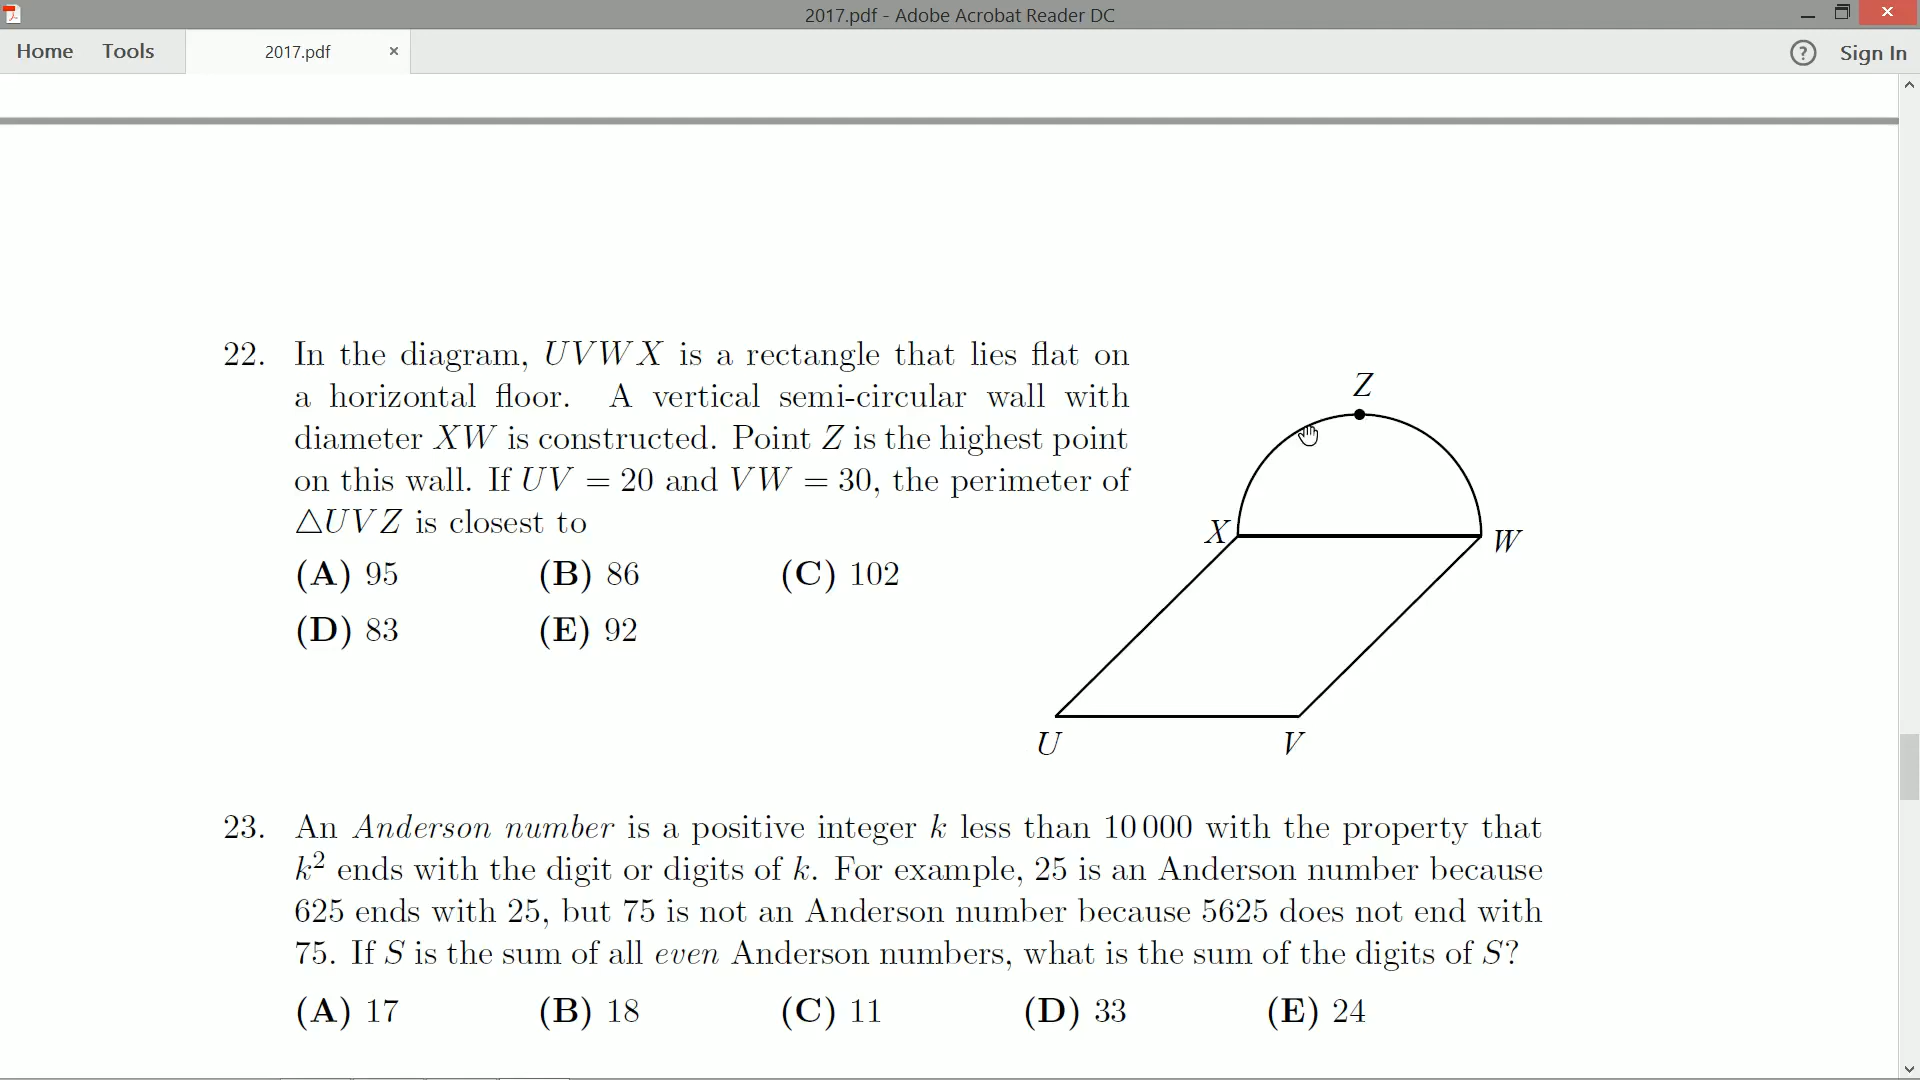 2017.pdf - Adobe Acrobat Reader DC
Home Tools 2017.pdf × ? Sign In
22. In the diagram, UVWX is a rectangle that lies flat on
a horizontal floor. A vertical semi-circular wall with
diameter XW is constructed. Point Z is the highest point
on this wall. If UV = 20 and VW = 30, the perimeter of
△UVZ is closest to
(A) 95 (B) 86 (C) 102
(D) 83 (E) 92
Z
X W
U V
23. An Anderson number is a positive integer k less than 10 000 with the property that
k² ends with the digit or digits of k. For example, 25 is an Anderson number because
625 ends with 25, but 75 is not an Anderson number because 5625 does not end with
75. If S is the sum of all even Anderson numbers, what is the sum of the digits of S?
(A) 17 (B) 18 (C) 11 (D) 33 (E) 24